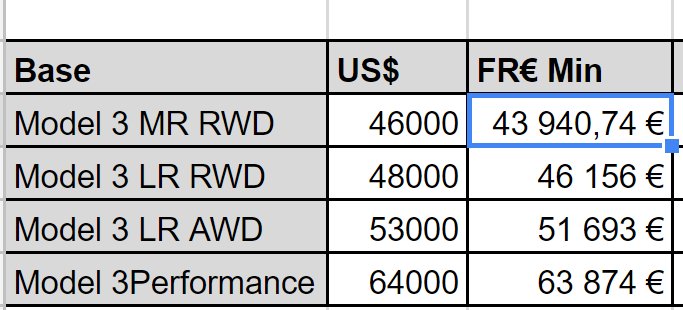 Base US$ FR€ Min
Model 3 MR RWD 46000 43 940,74 €
Model 3 LR RWD 48000 46 156 €
Model 3 LR AWD 53000 51 693 €
Model 3Performance 64000 63 874 €